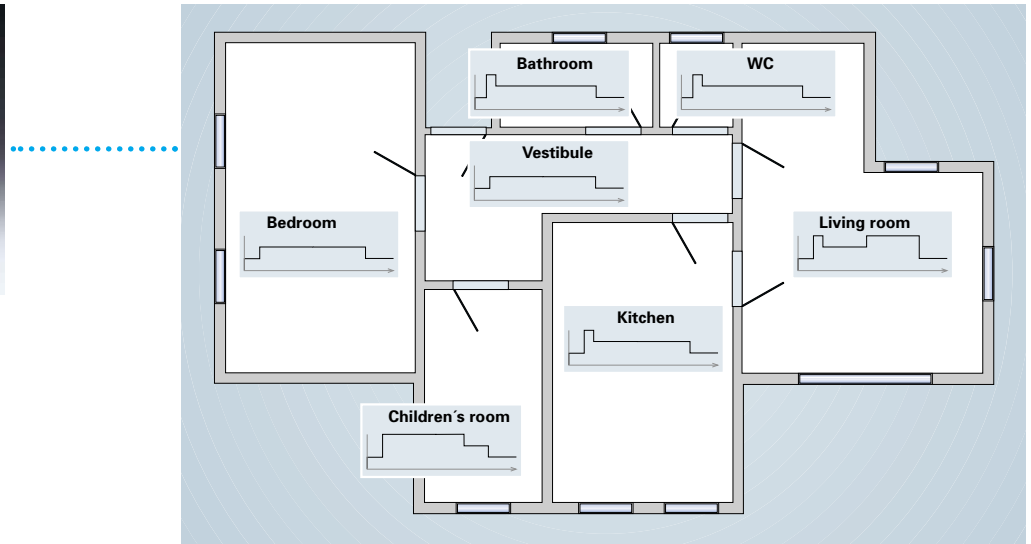 Bathroom
WC
Vestibule
Bedroom
Living room
Kitchen
Children´s room